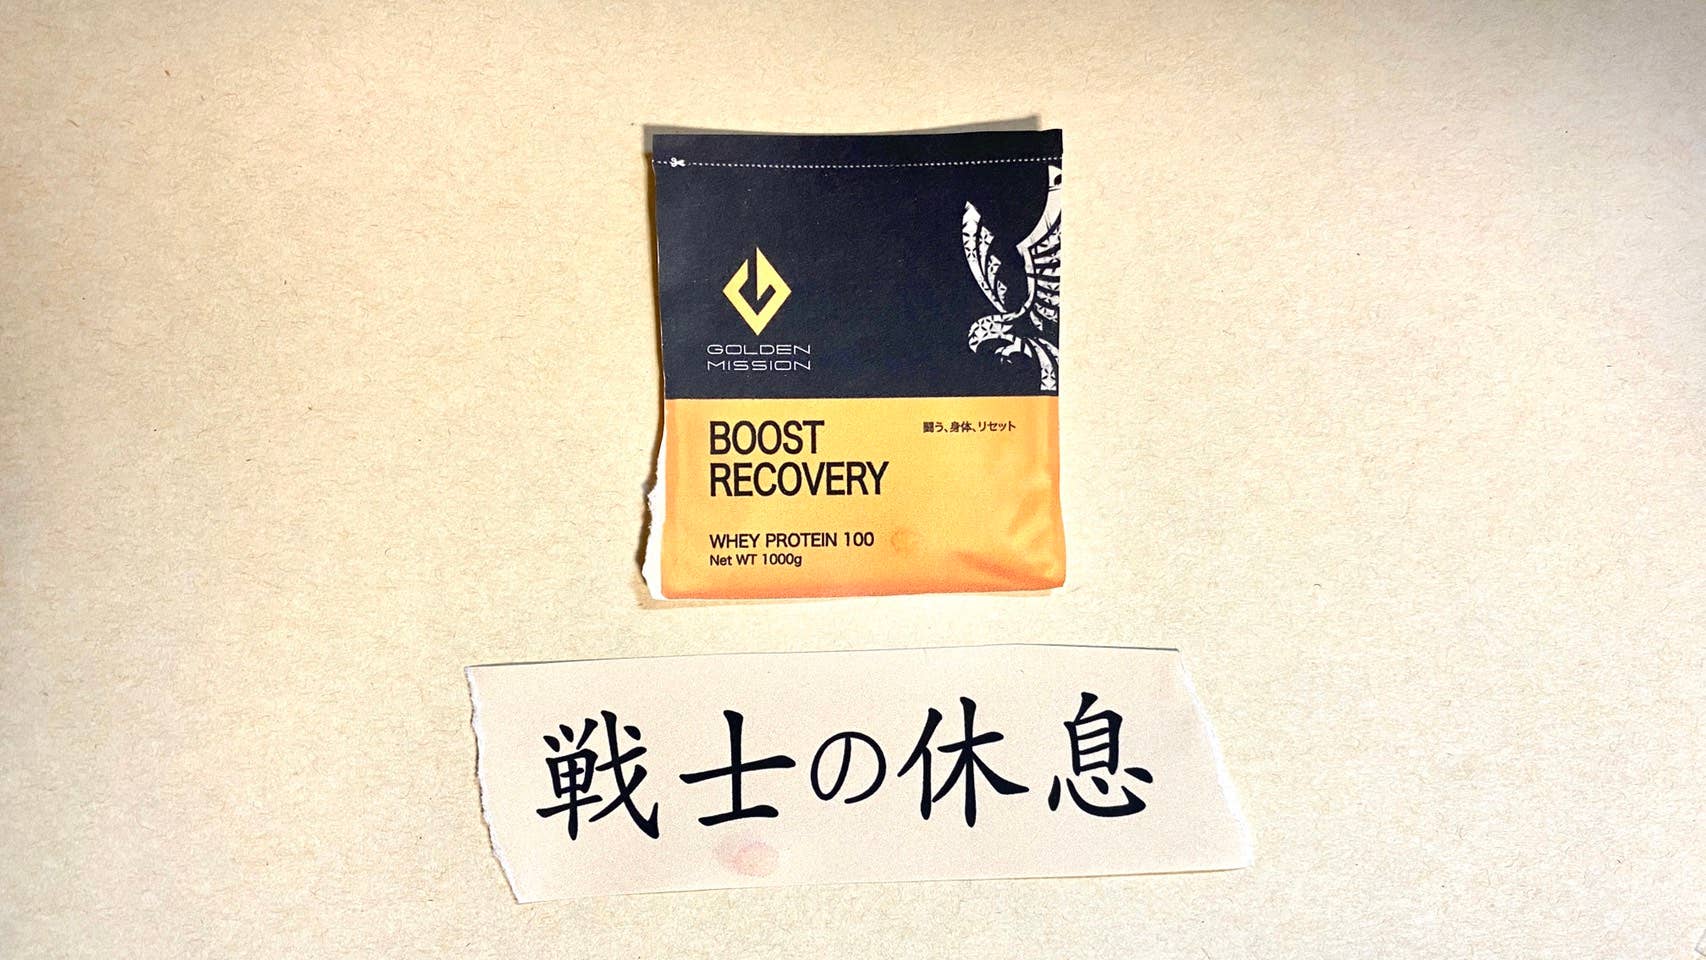 GOLDEN
MISSION
BOOST
RECOVERY
闘う、身体、リセット
WHEY PROTEIN 100
Net WT 1000g
戦士の休息